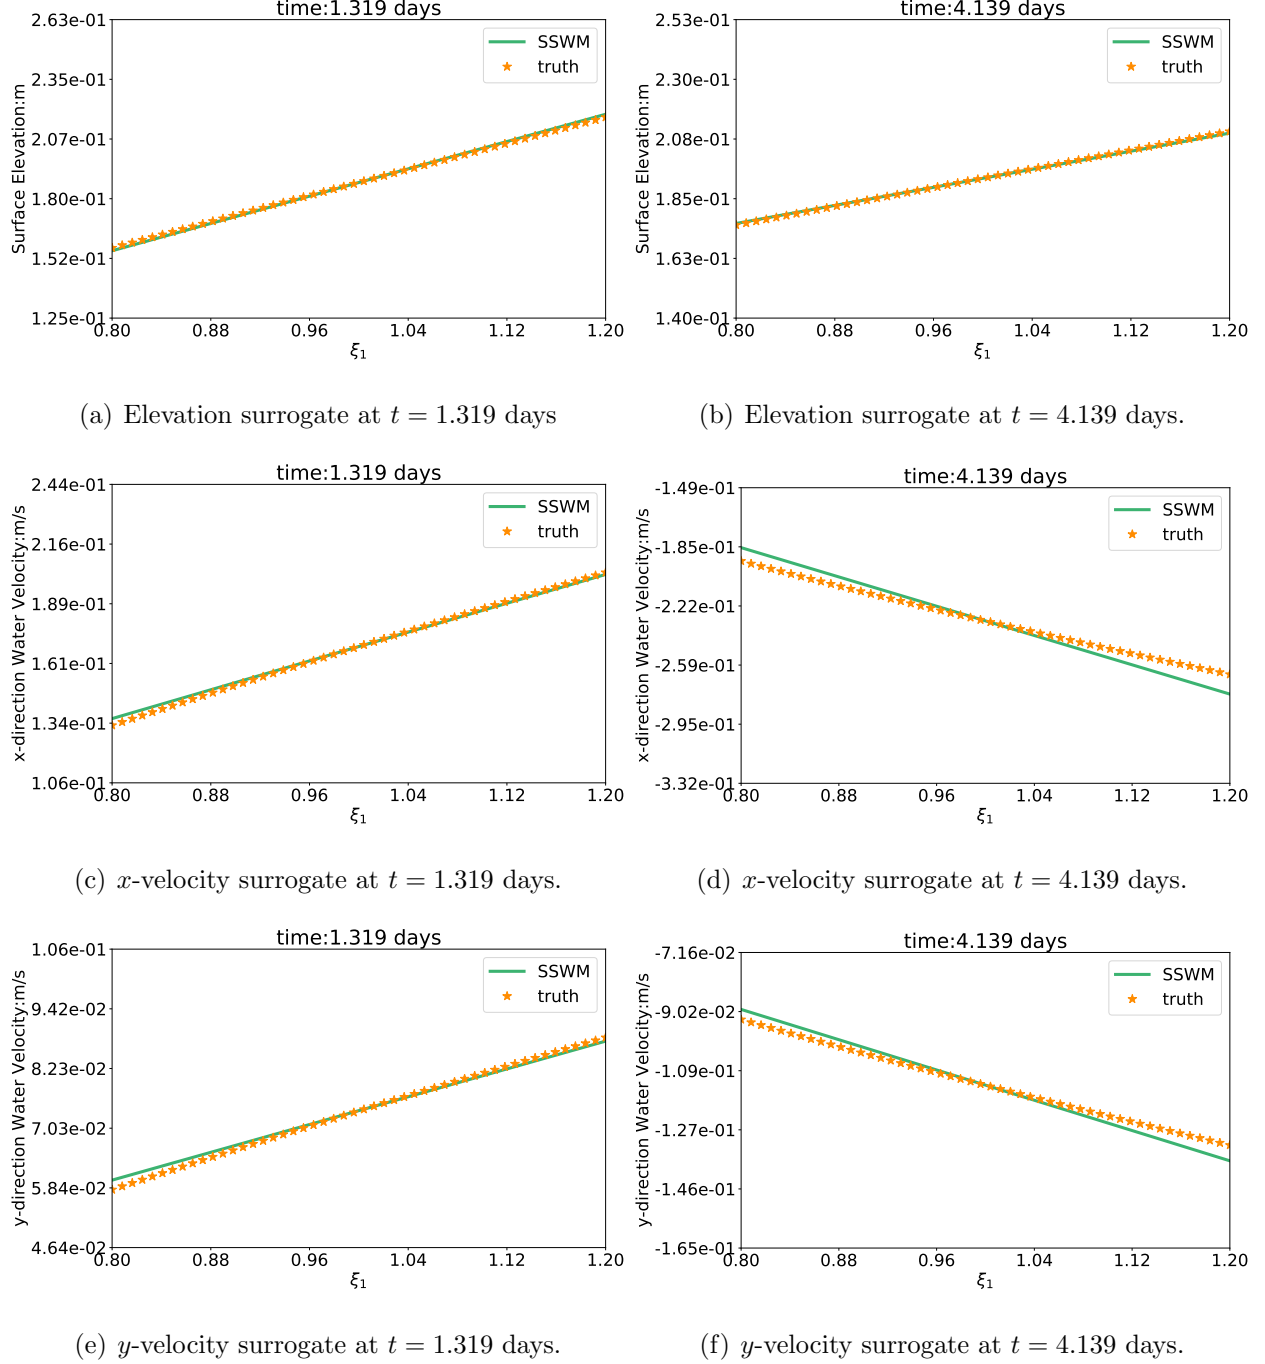 time:1.319 days
2.63e-01
2.35e-01
2.07e-01
1.80e-01
1.52e-01
1.25e-01
Surface Elevation:m
SSWM
truth
0.80 0.88 0.96 1.04 1.12 1.20
ξ1
(a) Elevation surrogate at t = 1.319 days
time:4.139 days
2.53e-01
2.30e-01
2.08e-01
1.85e-01
1.63e-01
1.40e-01
Surface Elevation:m
SSWM
truth
0.80 0.88 0.96 1.04 1.12 1.20
ξ1
(b) Elevation surrogate at t = 4.139 days.
time:1.319 days
2.44e-01
2.16e-01
1.89e-01
1.61e-01
1.34e-01
1.06e-01
x-direction Water Velocity:m/s
SSWM
truth
0.80 0.88 0.96 1.04 1.12 1.20
ξ1
(c) x-velocity surrogate at t = 1.319 days.
time:4.139 days
-1.49e-01
-1.85e-01
-2.22e-01
-2.59e-01
-2.95e-01
-3.32e-01
x-direction Water Velocity:m/s
SSWM
truth
0.80 0.88 0.96 1.04 1.12 1.20
ξ1
(d) x-velocity surrogate at t = 4.139 days.
time:1.319 days
1.06e-01
9.42e-02
8.23e-02
7.03e-02
5.84e-02
4.64e-02
y-direction Water Velocity:m/s
SSWM
truth
0.80 0.88 0.96 1.04 1.12 1.20
ξ1
(e) y-velocity surrogate at t = 1.319 days.
time:4.139 days
-7.16e-02
-9.02e-02
-1.09e-01
-1.27e-01
-1.46e-01
-1.65e-01
y-direction Water Velocity:m/s
SSWM
truth
0.80 0.88 0.96 1.04 1.12 1.20
ξ1
(f) y-velocity surrogate at t = 4.139 days.